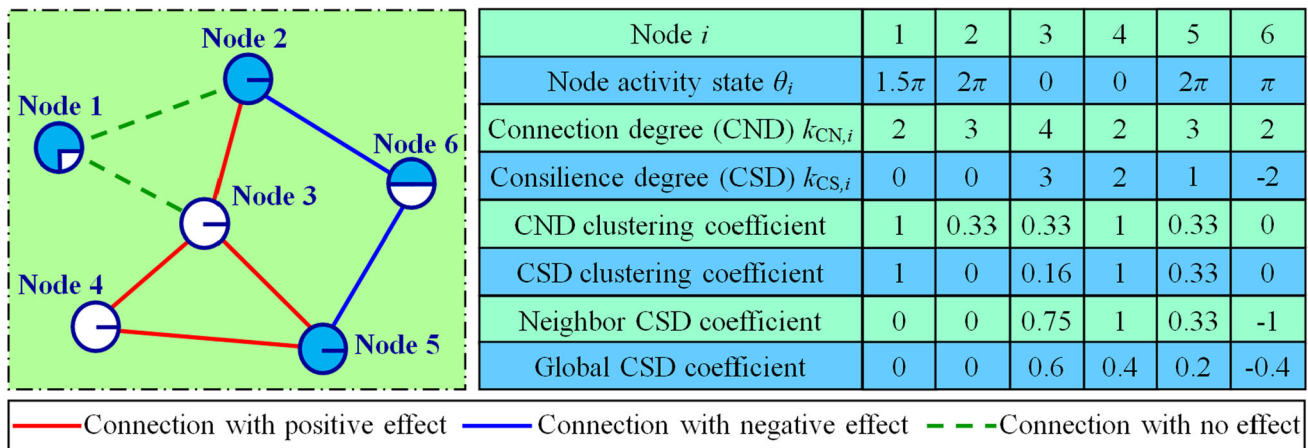 Node 2
Node 1
Node 6
Node 3
Node 4
Node 5
Node i 1 2 3 4 5 6
Node activity state θi 1.5π 2π 0 0 2π π
Connection degree (CND) kCN,i 2 3 4 2 3 2
Consilience degree (CSD) kCS,i 0 0 3 2 1 -2
CND clustering coefficient 1 0.33 0.33 1 0.33 0
CSD clustering coefficient 1 0 0.16 1 0.33 0
Neighbor CSD coefficient 0 0 0.75 1 0.33 -1
Global CSD coefficient 0 0 0.6 0.4 0.2 -0.4
Connection with positive effect Connection with negative effect Connection with no effect